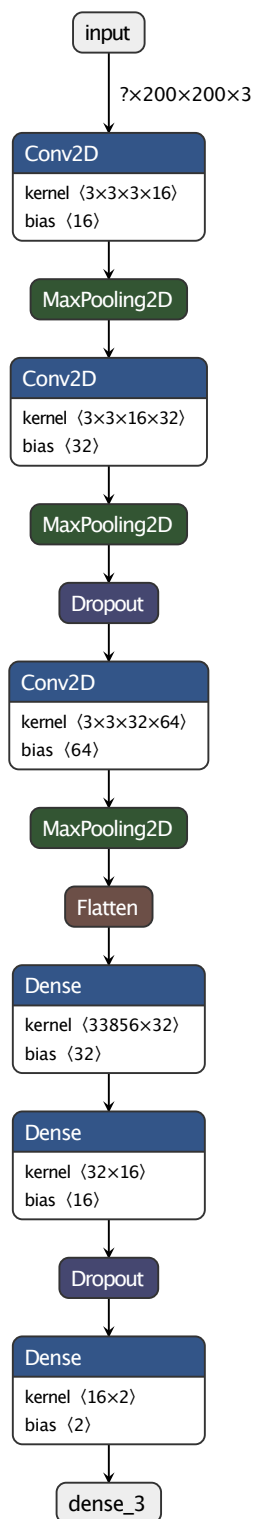 input
?×200×200×3
Conv2D
kernel ⟨3×3×3×16⟩
bias ⟨16⟩
MaxPooling2D
Conv2D
kernel ⟨3×3×16×32⟩
bias ⟨32⟩
MaxPooling2D
Dropout
Conv2D
kernel ⟨3×3×32×64⟩
bias ⟨64⟩
MaxPooling2D
Flatten
Dense
kernel ⟨33856×32⟩
bias ⟨32⟩
Dense
kernel ⟨32×16⟩
bias ⟨16⟩
Dropout
Dense
kernel ⟨16×2⟩
bias ⟨2⟩
dense_3